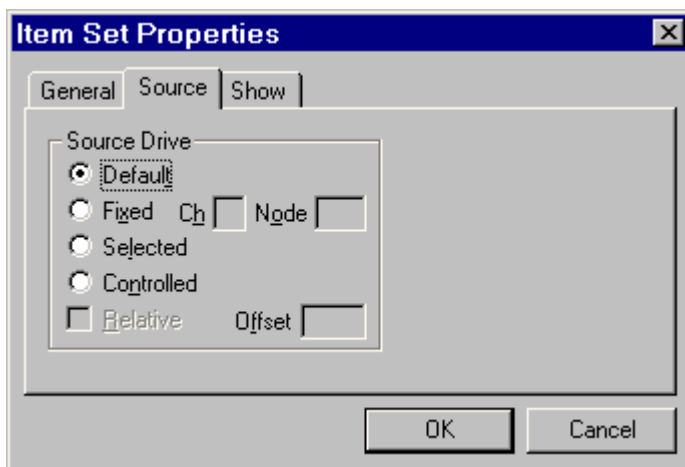 Item Set Properties
General Source Show
Source Drive
Default
Fixed Ch Node
Selected
Controlled
Relative Offset
OK Cancel